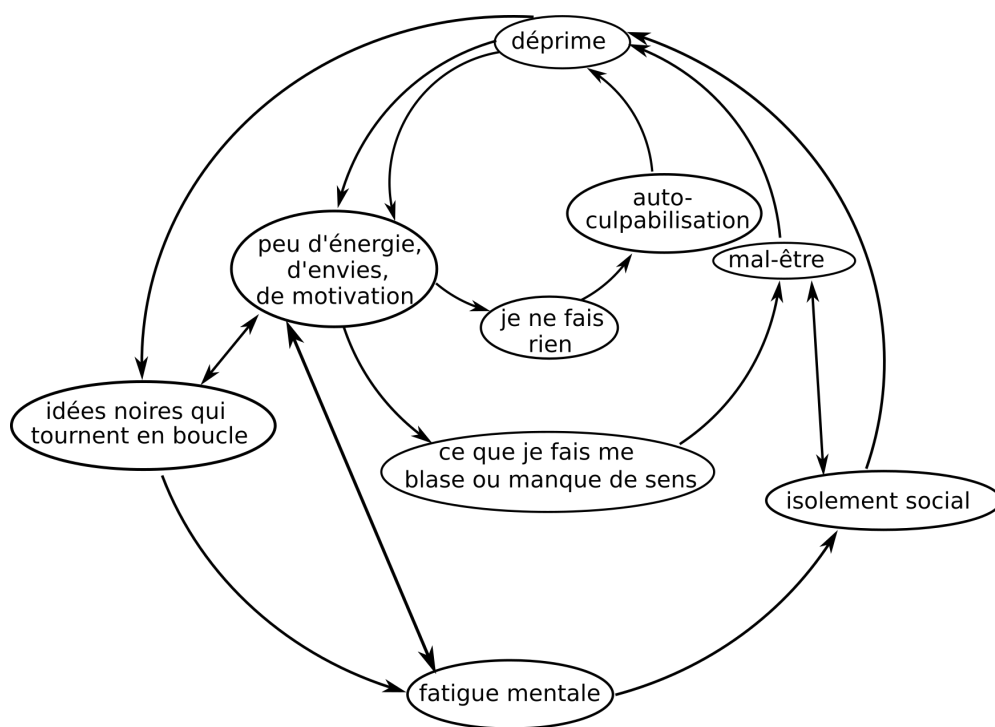 déprime
auto-
culpabilisation
peu d'énergie,
d'envies,
de motivation
mal-être
je ne fais
rien
idées noires qui
tournent en boucle
ce que je fais me
blase ou manque de sens
isolement social
fatigue mentale